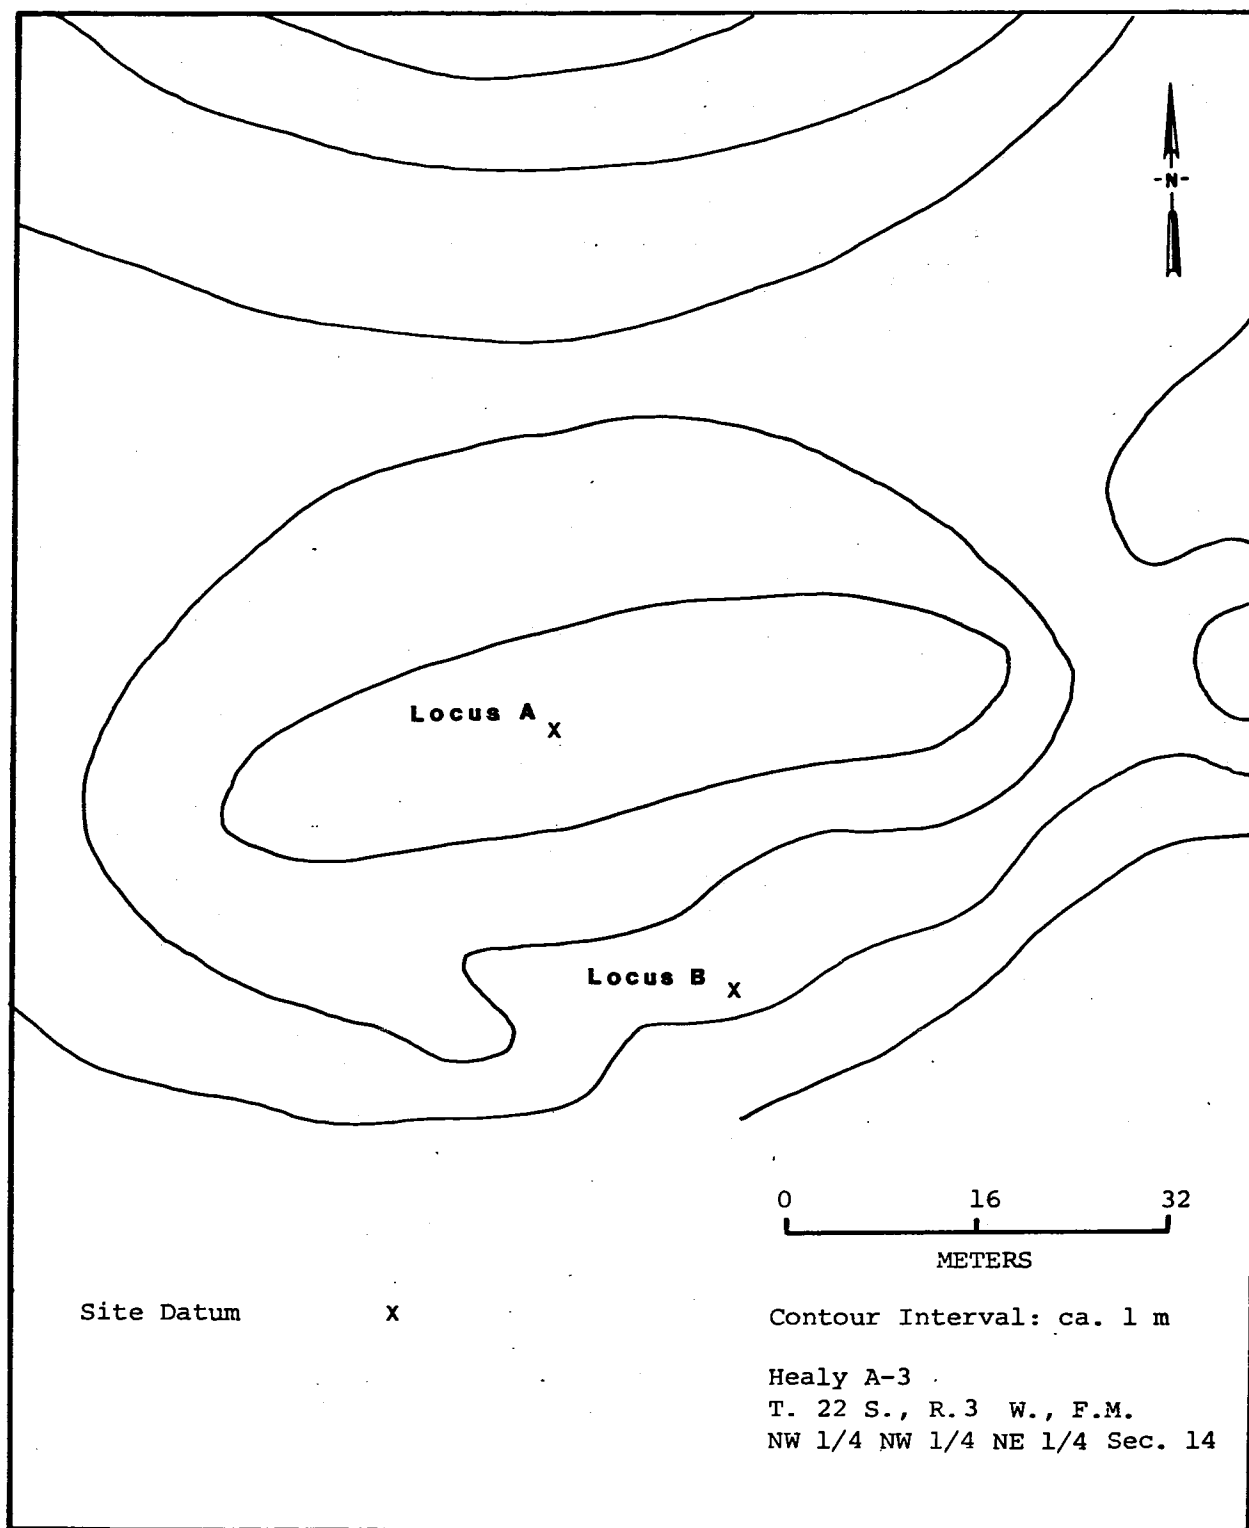 -N-
Locus A X
Locus B X
0 16 32
METERS
Site Datum X
Contour Interval: ca. 1 m
Healy A-3
T. 22 S., R.3 W., F.M.
NW 1/4 NW 1/4 NE 1/4 Sec. 14